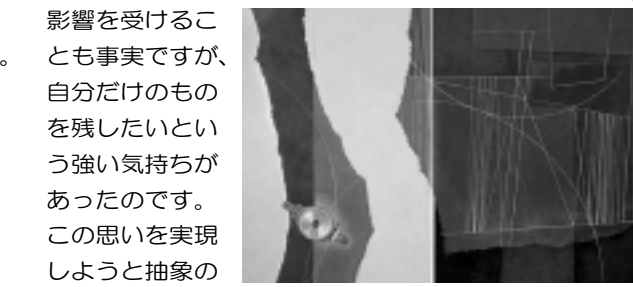 影響を受けるこ
。 とも事実ですが、
自分だけのもの
を残したいとい
う強い気持ちが
あったのです。
この思いを実現
しようと抽象の